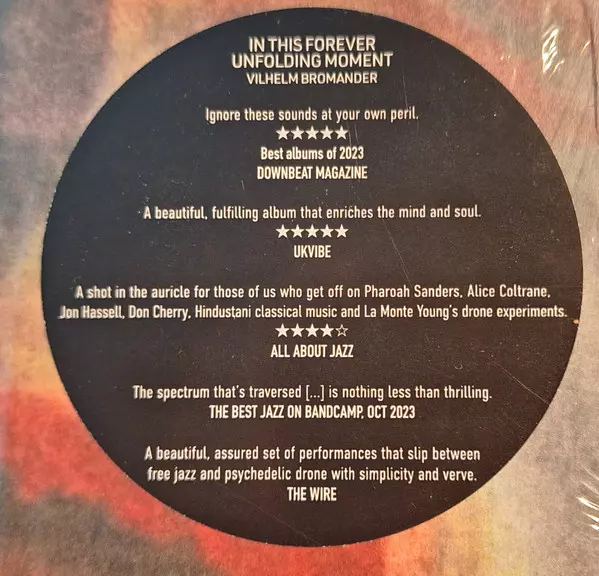 IN THIS FOREVER
UNFOLDING MOMENT
VILHELM BROMANDER
Ignore these sounds at your own peril.
★★★★★
Best albums of 2023
DOWNBEAT MAGAZINE
A beautiful, fulfilling album that enriches the mind and soul.
★★★★★
UKVIBE
A shot in the auricle for those of us who get off on Pharoah Sanders, Alice Coltrane,
Jon Hassell, Don Cherry, Hindustani classical music and La Monte Young's drone experiments.
★★★★☆
ALL ABOUT JAZZ
The spectrum that's traversed [...] is nothing less than thrilling.
THE BEST JAZZ ON BANDCAMP, OCT 2023
A beautiful, assured set of performances that slip between
free jazz and psychedelic drone with simplicity and verve.
THE WIRE